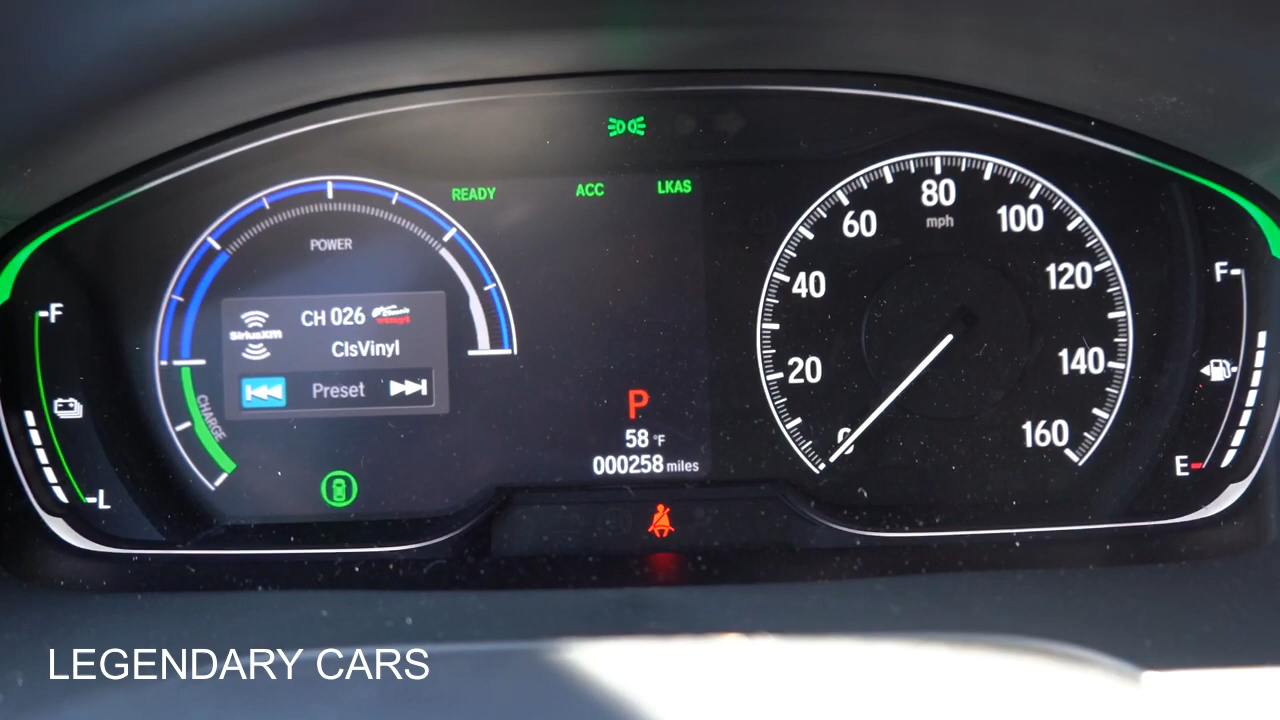 READY ACC LKAS
POWER
SiriusXM
CH 026
ClsVinyl
Preset
CHARGE
F
L
P
58 °F
000258 miles
0
20
40
60
80
100
120
140
160
mph
F
E
LEGENDARY CARS